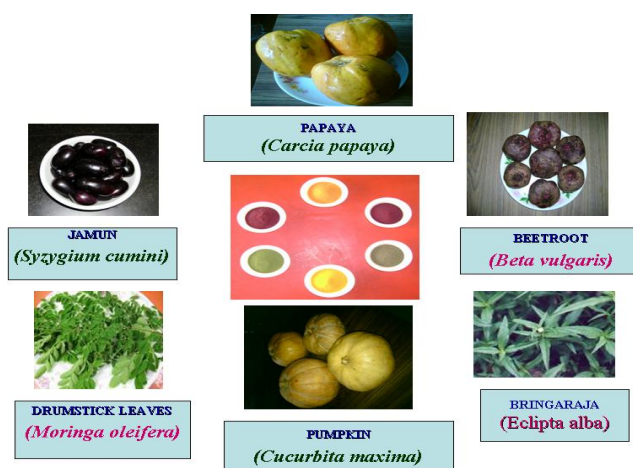 PAPAYA
(Carcia papaya)
JAMUN
(Syzygium cumini)
BEETROOT
(Beta vulgaris)
DRUMSTICK LEAVES
(Moringa oleifera)
PUMPKIN
(Cucurbita maxima)
BRINGARAJA
(Eclipta alba)